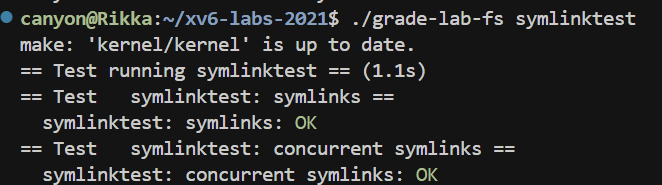 canyon@Rikka:~/xv6-labs-2021$ ./grade-lab-fs symlinktest
make: 'kernel/kernel' is up to date.
== Test running symlinktest == (1.1s)
== Test   symlinktest: symlinks ==
  symlinktest: symlinks: OK
== Test   symlinktest: concurrent symlinks ==
  symlinktest: concurrent symlinks: OK